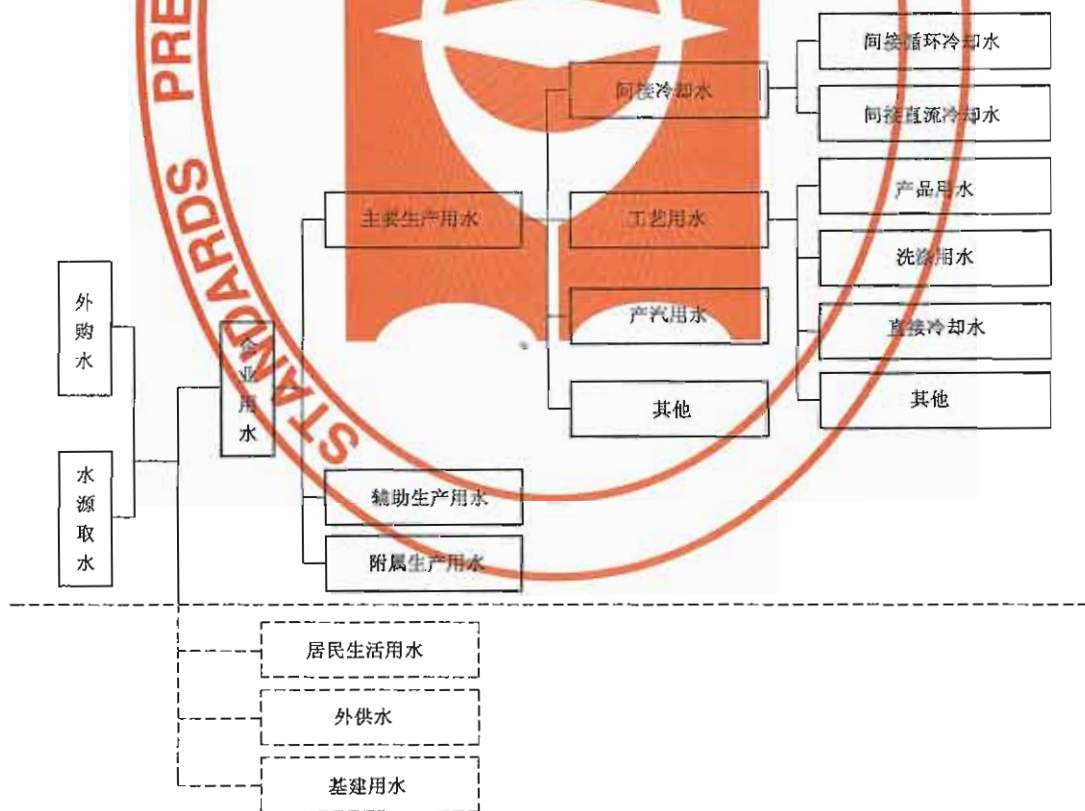 间接循环冷却水
间接冷却水
间接直流冷却水
产品用水
主要生产用水
工艺用水
洗涤用水
外购水
产汽用水
直接冷却水
企业用水
其他
其他
水源取水
辅助生产用水
附属生产用水
居民生活用水
外供水
基建用水
STANDARDS PRE